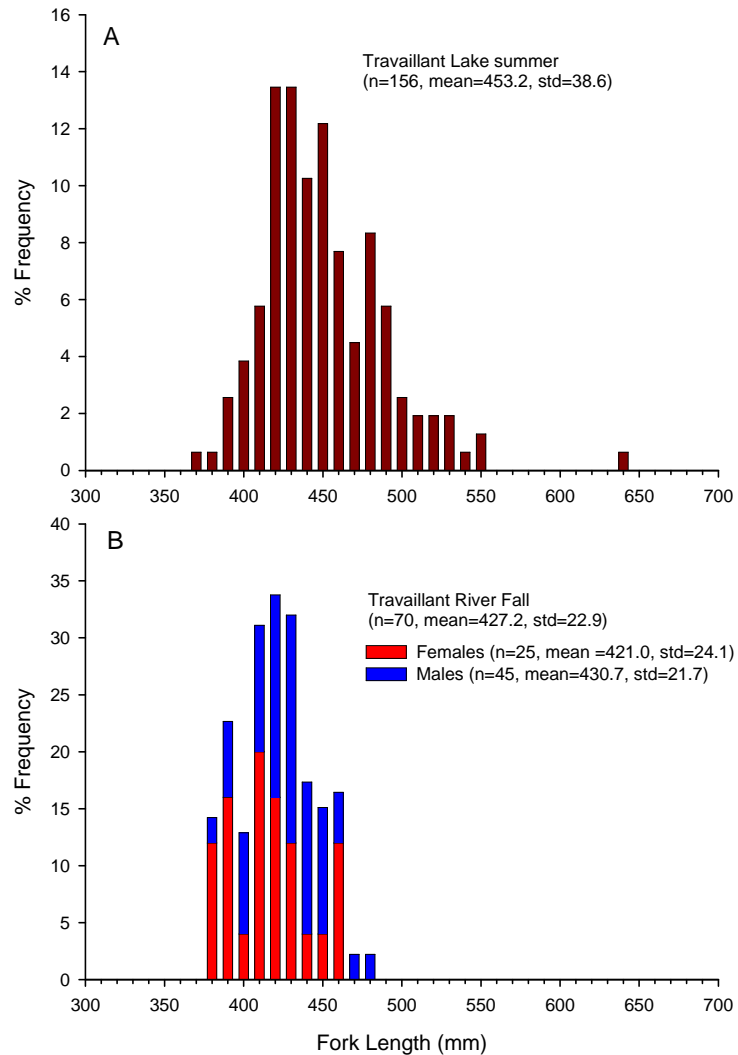 A
Travaillant Lake summer
(n=156, mean=453.2, std=38.6)
% Frequency
16
14
12
10
8
6
4
2
0
300 350 400 450 500 550 600 650 700
B
Travaillant River Fall
(n=70, mean=427.2, std=22.9)
Females (n=25, mean =421.0, std=24.1)
Males (n=45, mean=430.7, std=21.7)
% Frequency
40
35
30
25
20
15
10
5
0
300 350 400 450 500 550 600 650 700
Fork Length (mm)